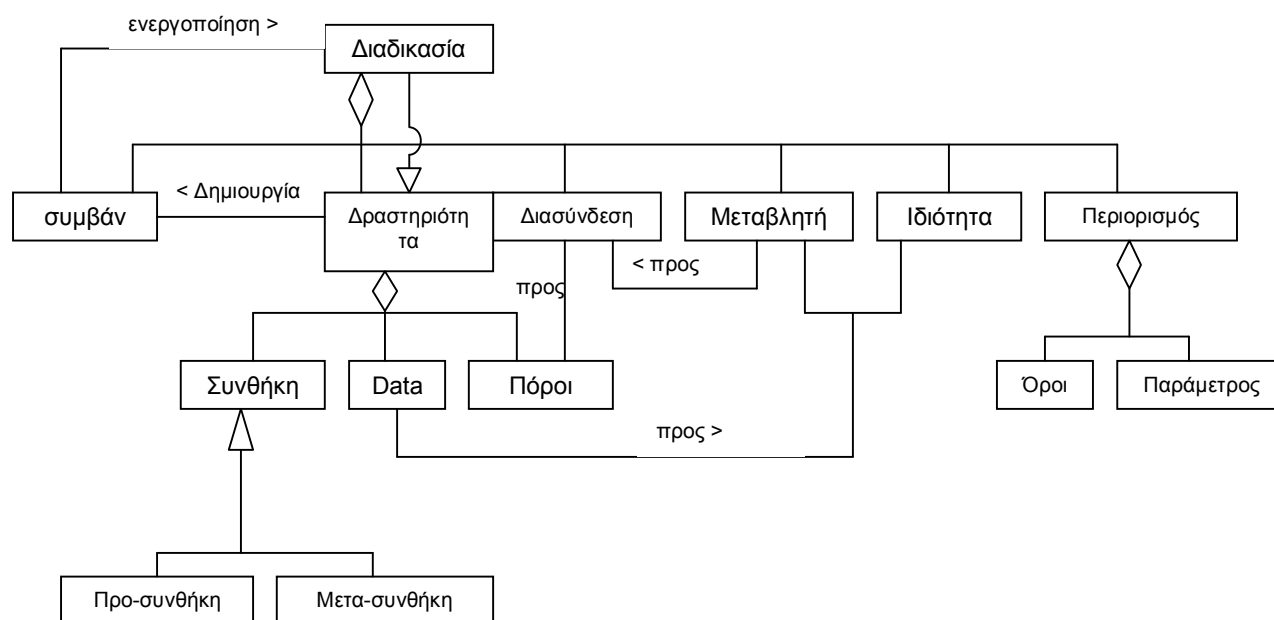 ενεργοποίηση >
Διαδικασία
< Δημιουργία
συμβάν
Δραστηριότη
τα
Διασύνδεση
Μεταβλητή
Ιδιότητα
Περιορισμός
< προς
προς
Συνθήκη
Data
Πόροι
Όροι
Παράμετρος
προς >
Προ-συνθήκη
Μετα-συνθήκη